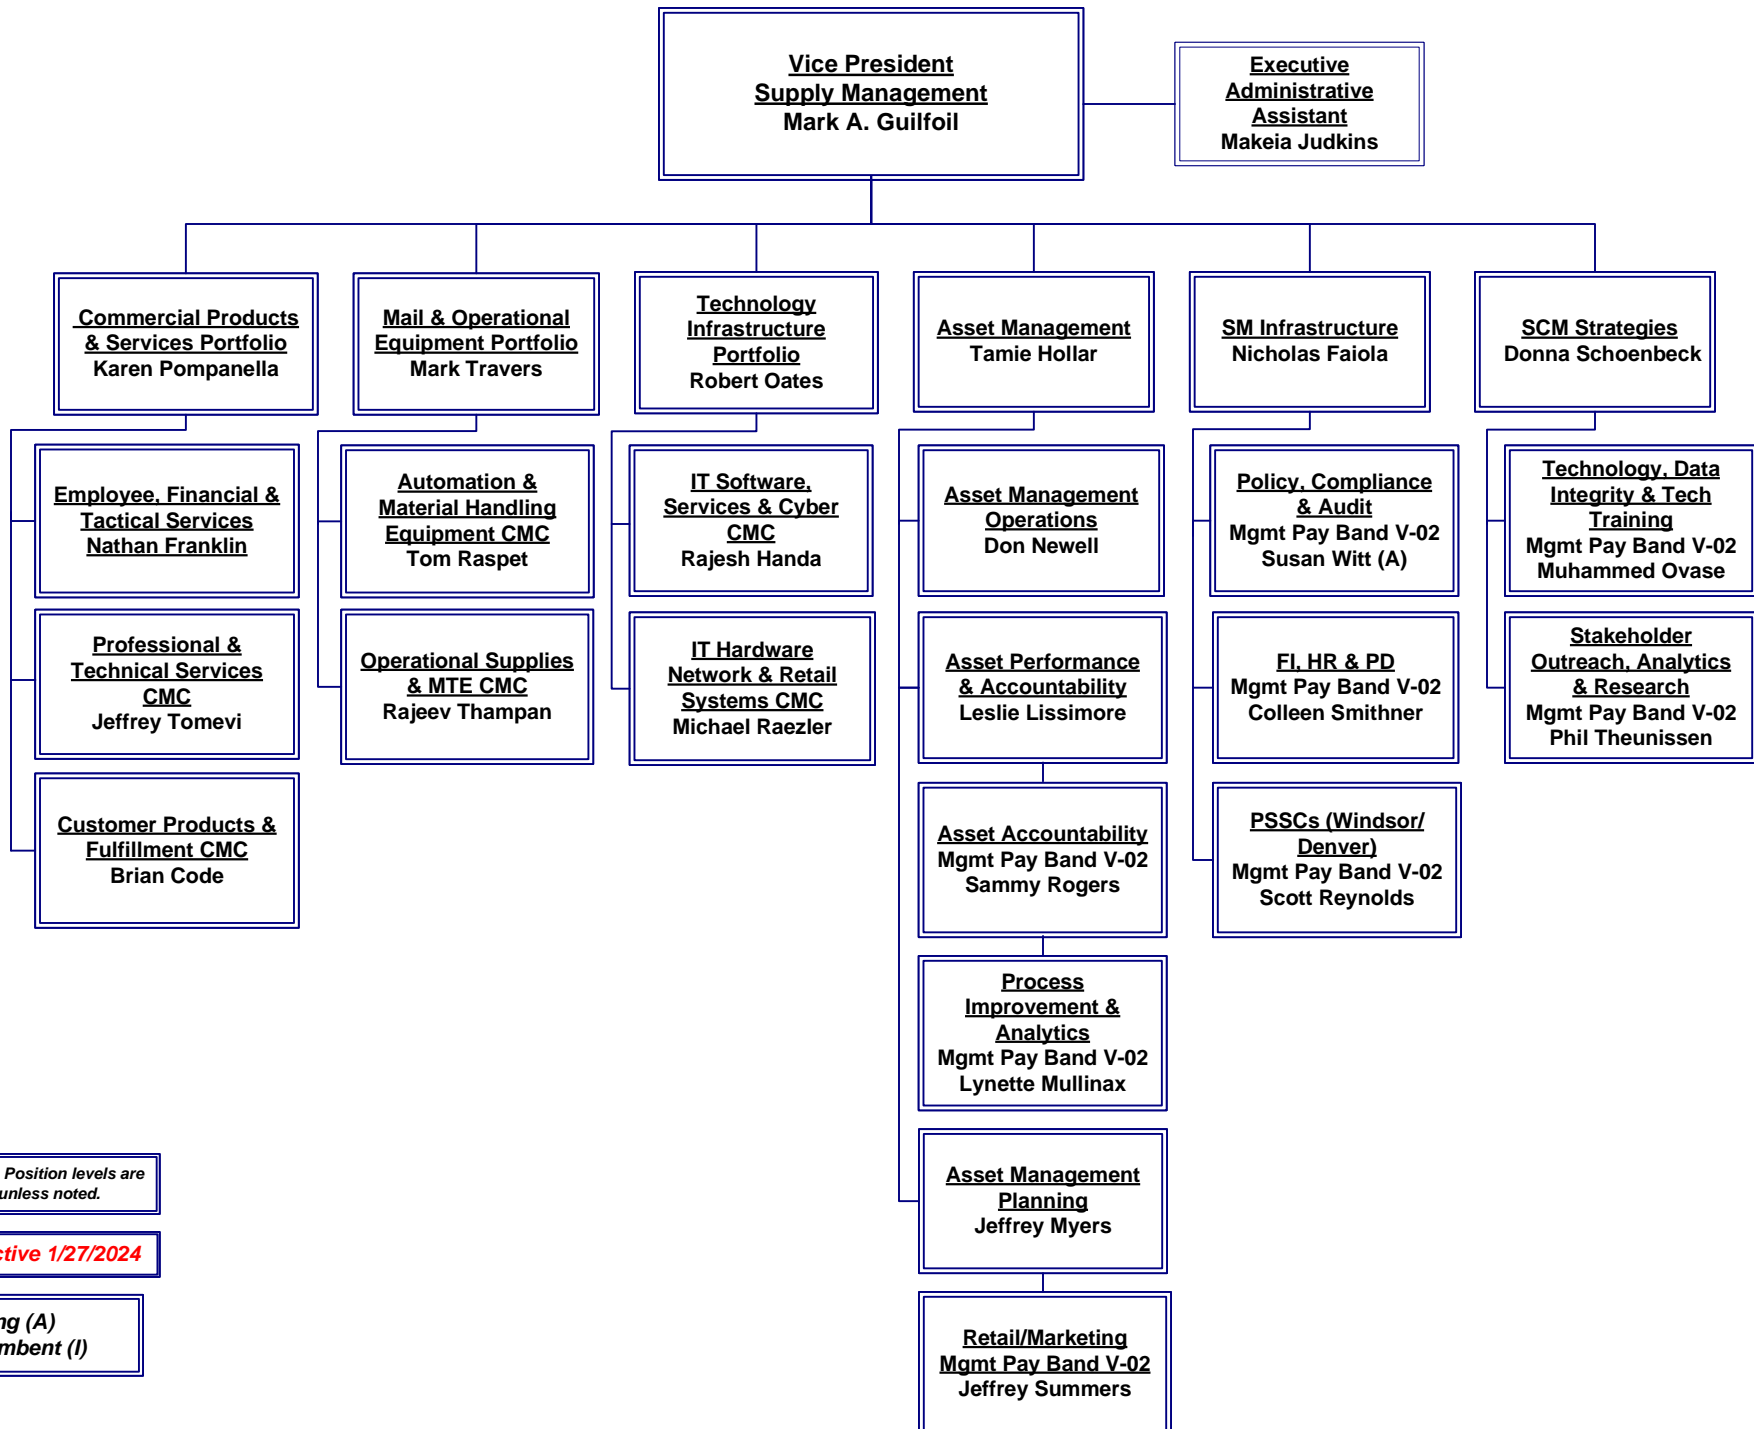 Vice President
Supply Management
Mark A. Guilfoil
Executive
Administrative
Assistant
Makeia Judkins
Commercial Products
& Services Portfolio
Karen Pompanella
Mail & Operational
Equipment Portfolio
Mark Travers
Technology
Infrastructure
Portfolio
Robert Oates
Asset Management
Tamie Hollar
SM Infrastructure
Nicholas Faiola
SCM Strategies
Donna Schoenbeck
Employee, Financial &
Tactical Services
Nathan Franklin
Professional &
Technical Services
CMC
Jeffrey Tomevi
Customer Products &
Fulfillment CMC
Brian Code
Automation &
Material Handling
Equipment CMC
Tom Raspet
Operational Supplies
& MTE CMC
Rajeev Thampan
IT Software,
Services & Cyber
CMC
Rajesh Handa
IT Hardware
Network & Retail
Systems CMC
Michael Raezler
Asset Management
Operations
Don Newell
Asset Performance
& Accountability
Leslie Lissimore
Asset Accountability
Mgmt Pay Band V-02
Sammy Rogers
Process
Improvement &
Analytics
Mgmt Pay Band V-02
Lynette Mullinax
Asset Management
Planning
Jeffrey Myers
Retail/Marketing
Mgmt Pay Band V-02
Jeffrey Summers
Policy, Compliance
& Audit
Mgmt Pay Band V-02
Susan Witt (A)
FI, HR & PD
Mgmt Pay Band V-02
Colleen Smithner
PSSCs (Windsor/
Denver)
Mgmt Pay Band V-02
Scott Reynolds
Technology, Data
Integrity & Tech
Training
Mgmt Pay Band V-02
Muhammed Ovase
Stakeholder
Outreach, Analytics
& Research
Mgmt Pay Band V-02
Phil Theunissen
Position levels are
unless noted.
ctive 1/27/2024
ng (A)
mbent (I)